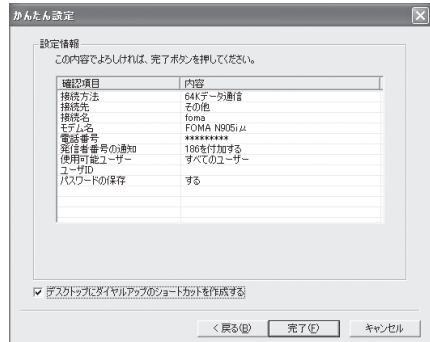 かんたん設定
設定情報
この内容でよろしければ、完了ボタンを押してください。
確認項目 内容
接続方法 64Kデータ通信
接続先 その他
接続名 foma
モデム名 FOMA N905iμ
電話番号 *********
発信者番号の通知 186を付加する
使用可能ユーザー すべてのユーザー
ユーザID
パスワードの保存 する
デスクトップにダイヤルアップのショートカットを作成する
< 戻る(B) 完了(F) キャンセル